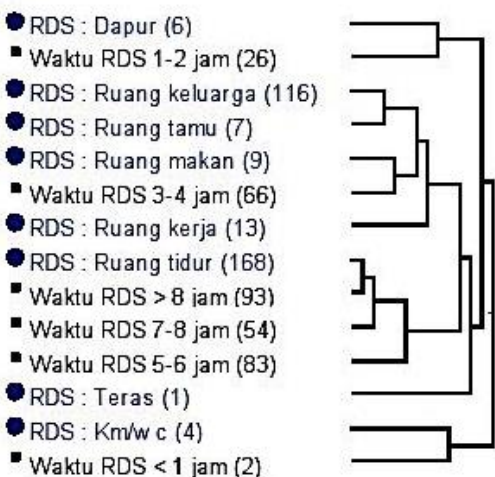 RDS : Dapur (6)
Waktu RDS 1-2 jam (26)
RDS : Ruang keluarga (116)
RDS : Ruang tamu (7)
RDS : Ruang makan (9)
Waktu RDS 3-4 jam (66)
RDS : Ruang kerja (13)
RDS : Ruang tidur (168)
Waktu RDS > 8 jam (93)
Waktu RDS 7-8 jam (54)
Waktu RDS 5-6 jam (83)
RDS : Teras (1)
RDS : Km/w c (4)
Waktu RDS < 1 jam (2)